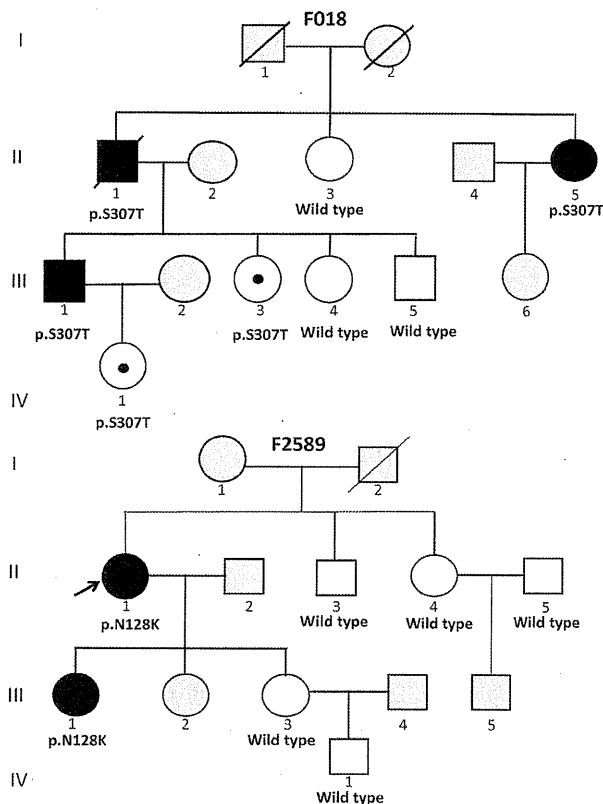 F018
I
1 2
II
1 2 3 4 5
p.S307T Wild type p.S307T
III
1 2 3 4 5 6
p.S307T p.S307T Wild type Wild type
1
IV
p.S307T
F2589
I
1 2
II
1 2 3 4 5
p.N128K Wild type Wild type Wild type
III
1 2 3 4 5
p.N128K Wild type
1
IV
Wild type